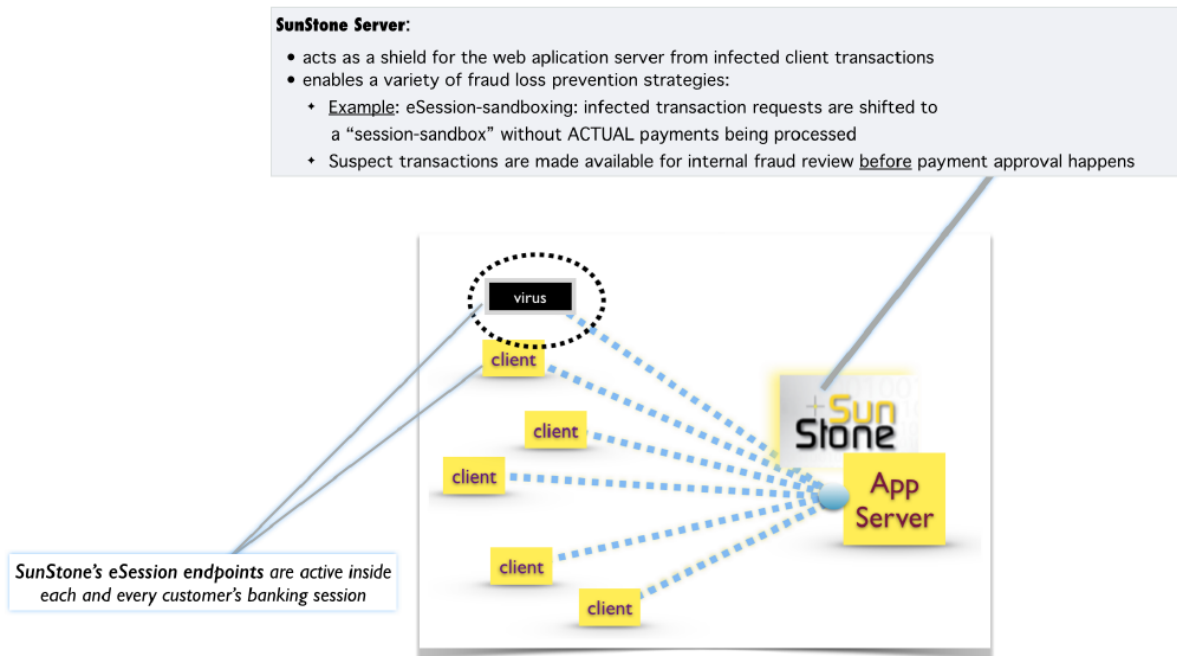 SunStone Server:
• acts as a shield for the web aplication server from infected client transactions
• enables a variety of fraud loss prevention strategies:
✦ Example: eSession-sandboxing: infected transaction requests are shifted to
a “session-sandbox” without ACTUAL payments being processed
✦ Suspect transactions are made available for internal fraud review before payment approval happens
virus
client
client
client
client
client
+Sun
Stone
App
Server
SunStone’s eSession endpoints are active inside
each and every customer’s banking session